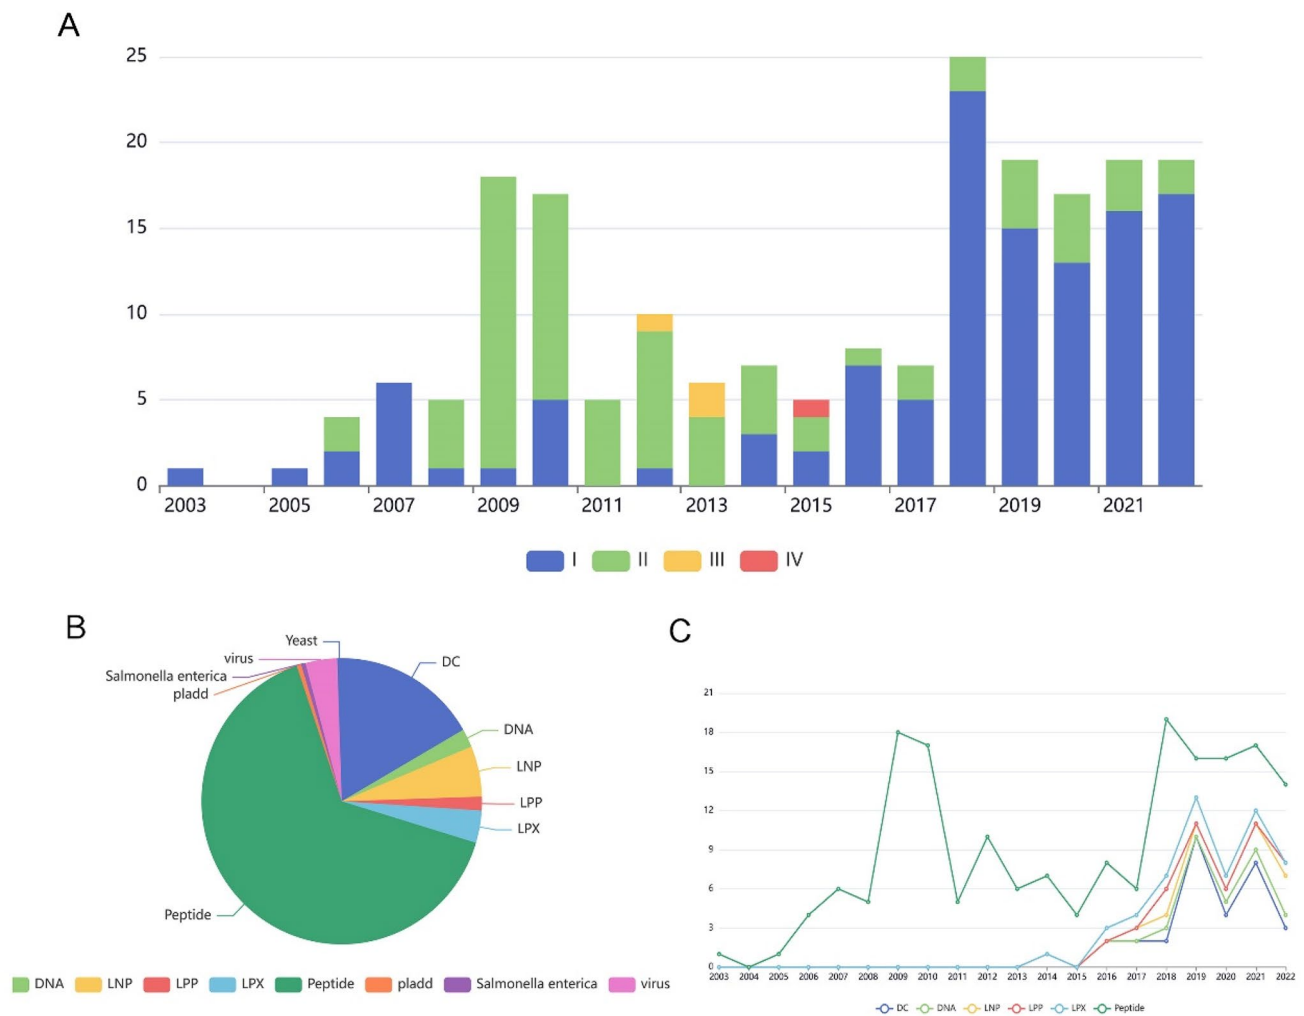 A
25
20
15
10
5
0
2003 2005 2007 2009 2011 2013 2015 2017 2019 2021
I II III IV
B
Yeast
virus
Salmonella enterica
pladd
DC
DNA
LNP
LPP
LPX
Peptide
DNA LNP LPP LPX Peptide pladd Salmonella enterica virus
C
21
18
15
12
9
6
3
0
2003 2004 2005 2006 2007 2008 2009 2010 2011 2012 2013 2014 2015 2016 2017 2018 2019 2020 2021 2022
DC DNA LNP LPP LPX Peptide